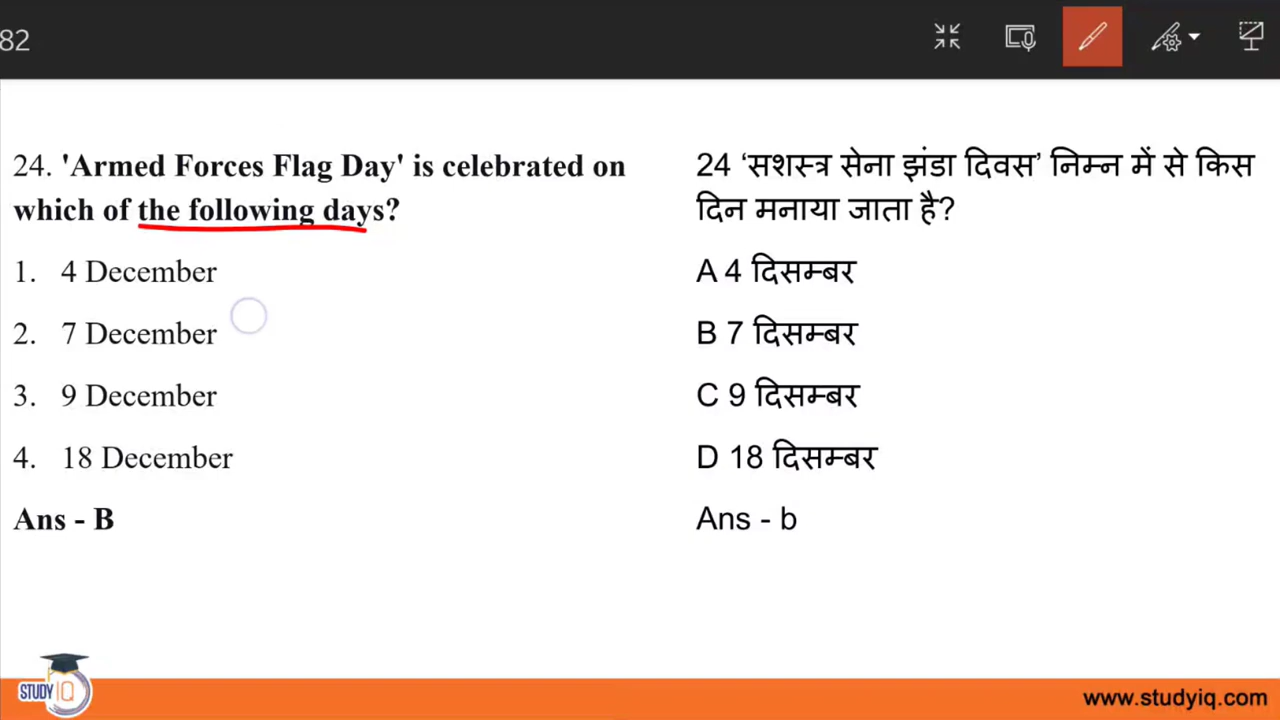 82
24. 'Armed Forces Flag Day' is celebrated on
which of the following days?
1. 4 December
2. 7 December
3. 9 December
4. 18 December
Ans - B
24 ‘सशस्त्र सेना झंडा दिवस’ निम्न में से किस
दिन मनाया जाता है?
A 4 दिसम्बर
B 7 दिसम्बर
C 9 दिसम्बर
D 18 दिसम्बर
Ans - b
STUDY IQ
www.studyiq.com